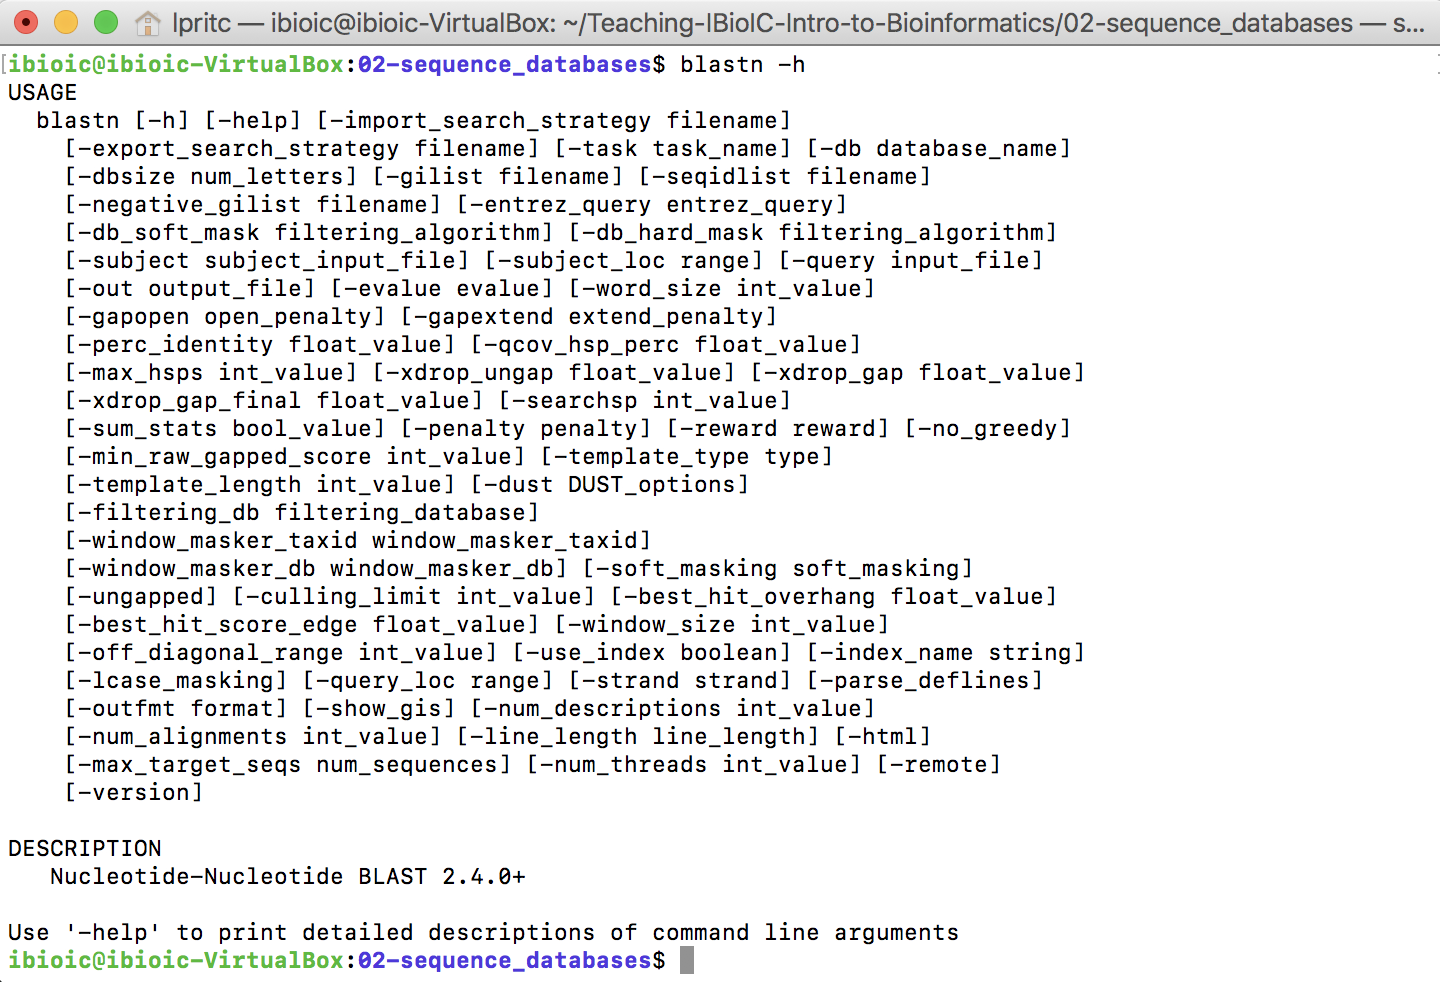 lpritc — ibioic@ibioic-VirtualBox: ~/Teaching-IBioIC-Intro-to-Bioinformatics/02-sequence_databases — s...
[ibioic@ibioic-VirtualBox:02-sequence_databases$ blastn -h
USAGE
  blastn [-h] [-help] [-import_search_strategy filename]
    [-export_search_strategy filename] [-task task_name] [-db database_name]
    [-dbsize num_letters] [-gilist filename] [-seqidlist filename]
    [-negative_gilist filename] [-entrez_query entrez_query]
    [-db_soft_mask filtering_algorithm] [-db_hard_mask filtering_algorithm]
    [-subject subject_input_file] [-subject_loc range] [-query input_file]
    [-out output_file] [-evalue evalue] [-word_size int_value]
    [-gapopen open_penalty] [-gapextend extend_penalty]
    [-perc_identity float_value] [-qcov_hsp_perc float_value]
    [-max_hsps int_value] [-xdrop_ungap float_value] [-xdrop_gap float_value]
    [-xdrop_gap_final float_value] [-searchsp int_value]
    [-sum_stats bool_value] [-penalty penalty] [-reward reward] [-no_greedy]
    [-min_raw_gapped_score int_value] [-template_type type]
    [-template_length int_value] [-dust DUST_options]
    [-filtering_db filtering_database]
    [-window_masker_taxid window_masker_taxid]
    [-window_masker_db window_masker_db] [-soft_masking soft_masking]
    [-ungapped] [-culling_limit int_value] [-best_hit_overhang float_value]
    [-best_hit_score_edge float_value] [-window_size int_value]
    [-off_diagonal_range int_value] [-use_index boolean] [-index_name string]
    [-lcase_masking] [-query_loc range] [-strand strand] [-parse_deflines]
    [-outfmt format] [-show_gis] [-num_descriptions int_value]
    [-num_alignments int_value] [-line_length line_length] [-html]
    [-max_target_seqs num_sequences] [-num_threads int_value] [-remote]
    [-version]
DESCRIPTION
   Nucleotide-Nucleotide BLAST 2.4.0+
Use '-help' to print detailed descriptions of command line arguments
ibioic@ibioic-VirtualBox:02-sequence_databases$